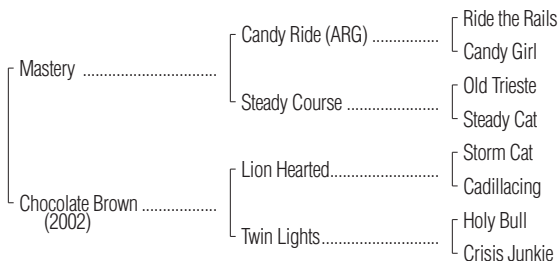 Ride the Rails
Candy Ride (ARG)
Candy Girl
Mastery
Old Trieste
Steady Course
Steady Cat
Storm Cat
Lion Hearted
Cadillacing
Chocolate Brown
(2002)
Holy Bull
Twin Lights
Crisis Junkie